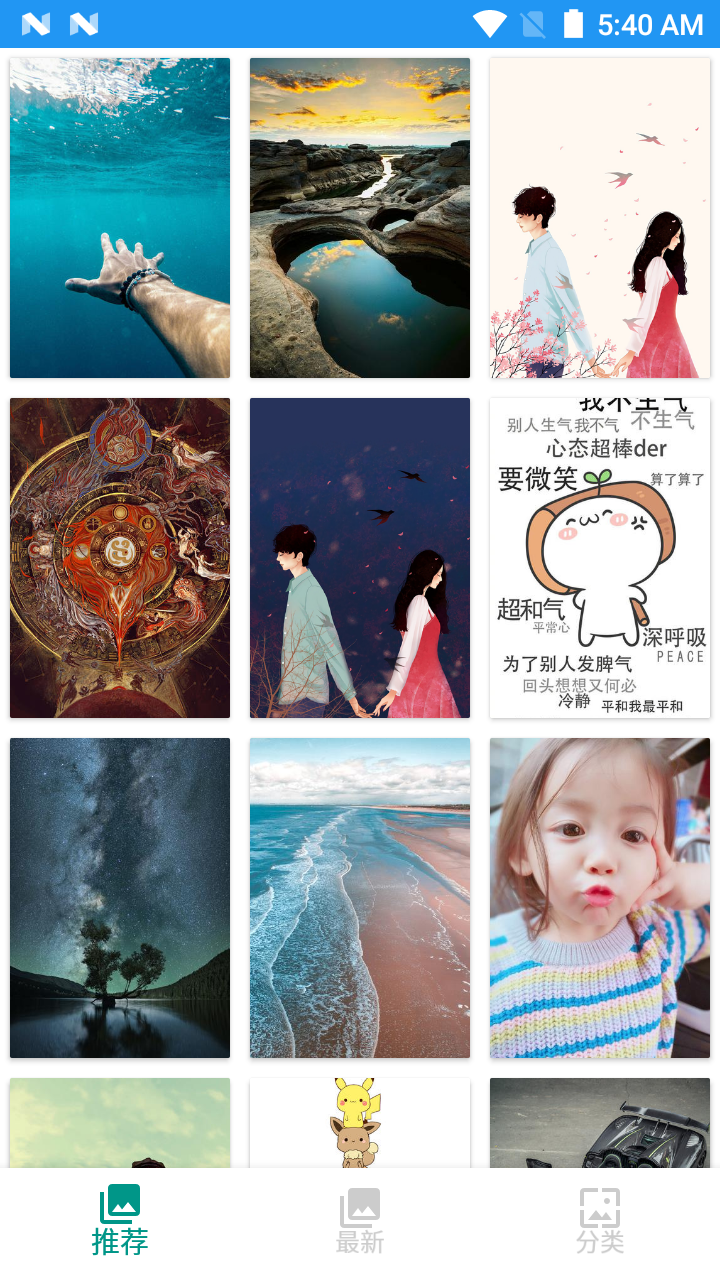 5:40 AM
我不生气
别人生气我不气
不生气
心态超棒der
要微笑
算了算了
超和气
平常心
深呼吸
PEACE
为了别人发脾气
回头想想又何必
冷静
平和我最平和
推荐
最新
分类